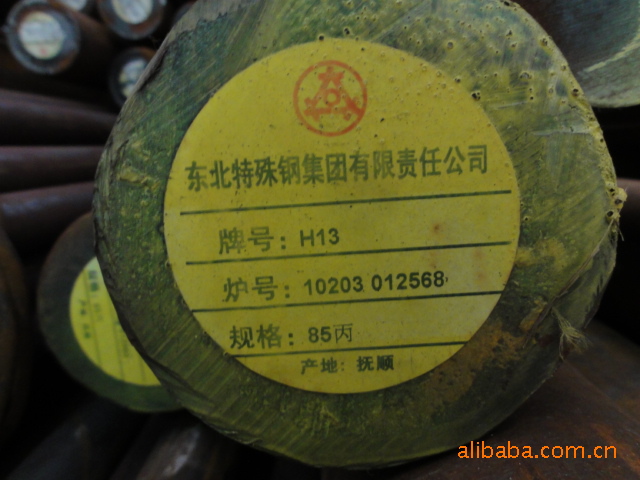 东北特殊钢集团有限责任公司
牌号: H13
炉号: 10203 012568
规格: 85丙
产地: 抚顺
alibaba.com.cn